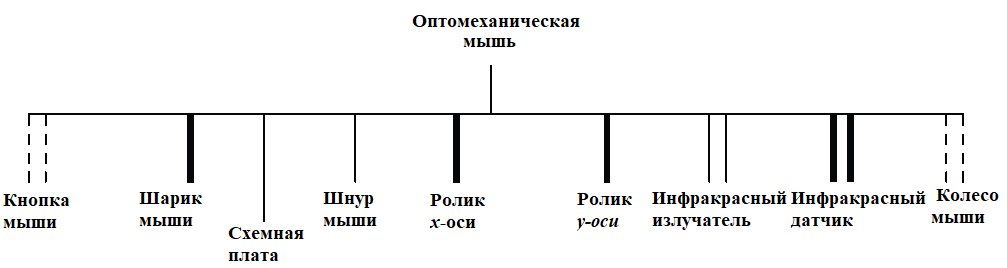 Оптомеханическая
мышь
Кнопка
мыши
Шарик
мыши
Схемная
плата
Шнур
мыши
Ролик
x-оси
Ролик
y-оси
Инфракрасный
излучатель
Инфракрасный
датчик
Колесо
мыши